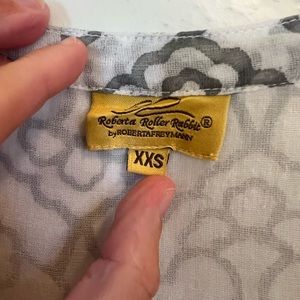 Roberta Roller Rabbit®
by ROBERTAFREYMANN
XXS